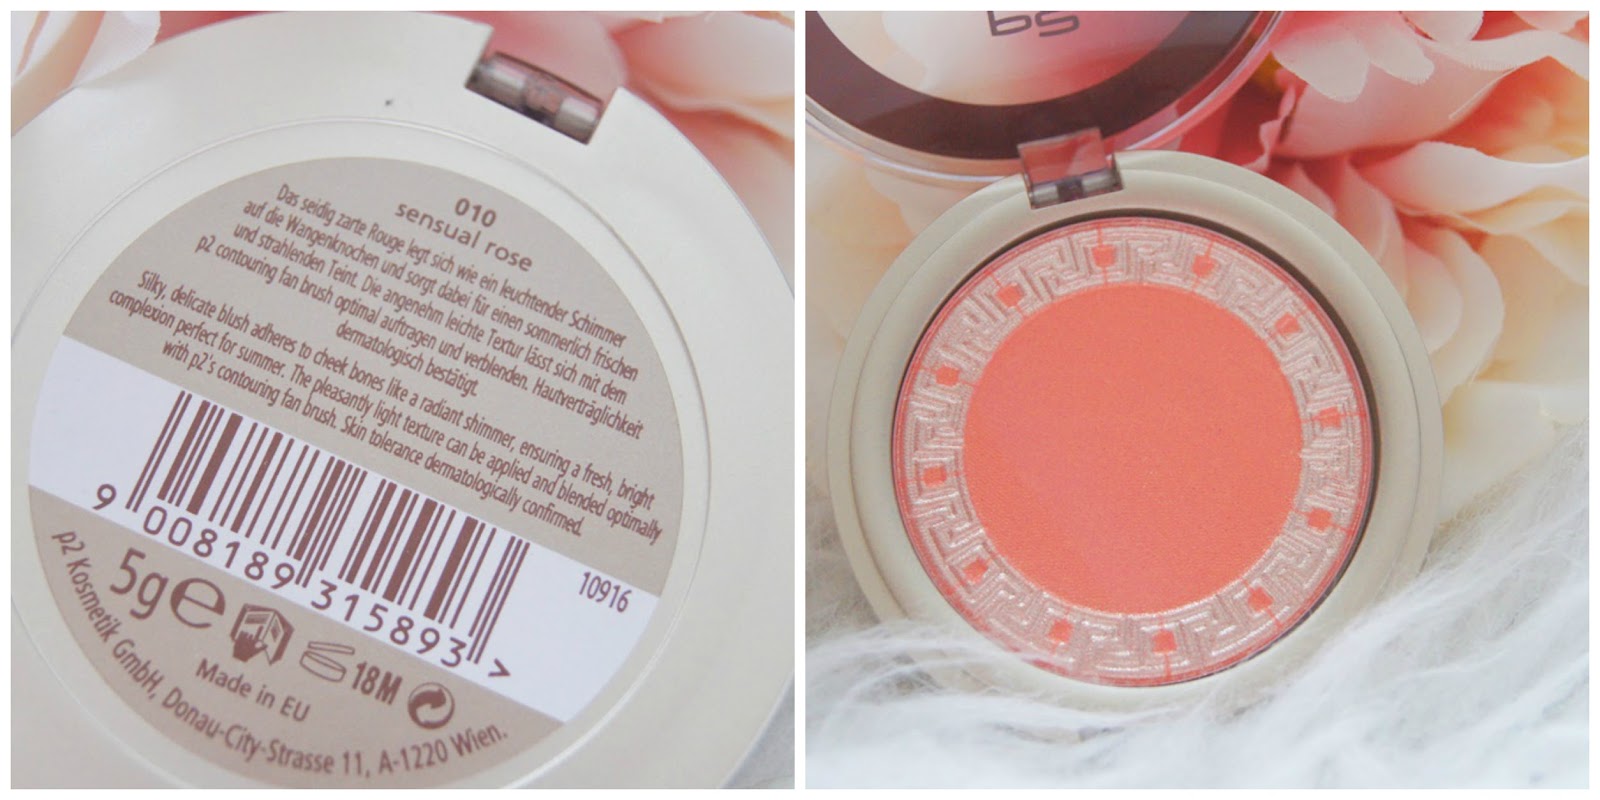 010
sensual rose
Das seidig zarte Rouge legt sich wie ein leuchtender Schimmer
auf die Wangenknochen und sorgt dabei für einen sommerlich frischen
und strahlenden Teint. Die angenehm leichte Textur lässt sich mit dem
p2 contouring fan brush optimal auftragen und verblenden. Hautverträglichkeit
dermatologisch bestätigt.
Silky, delicate blush adheres to cheek bones like a radiant shimmer, ensuring a fresh, bright
complexion perfect for summer. The pleasantly light texture can be applied and blended optimally
with p2's contouring fan brush. Skin tolerance dermatologically confirmed.
9 008189 315893 >
10916
5g e
18M
Made in EU
p2 Kosmetik GmbH, Donau-City-Strasse 11, A-1220 Wien.
p2